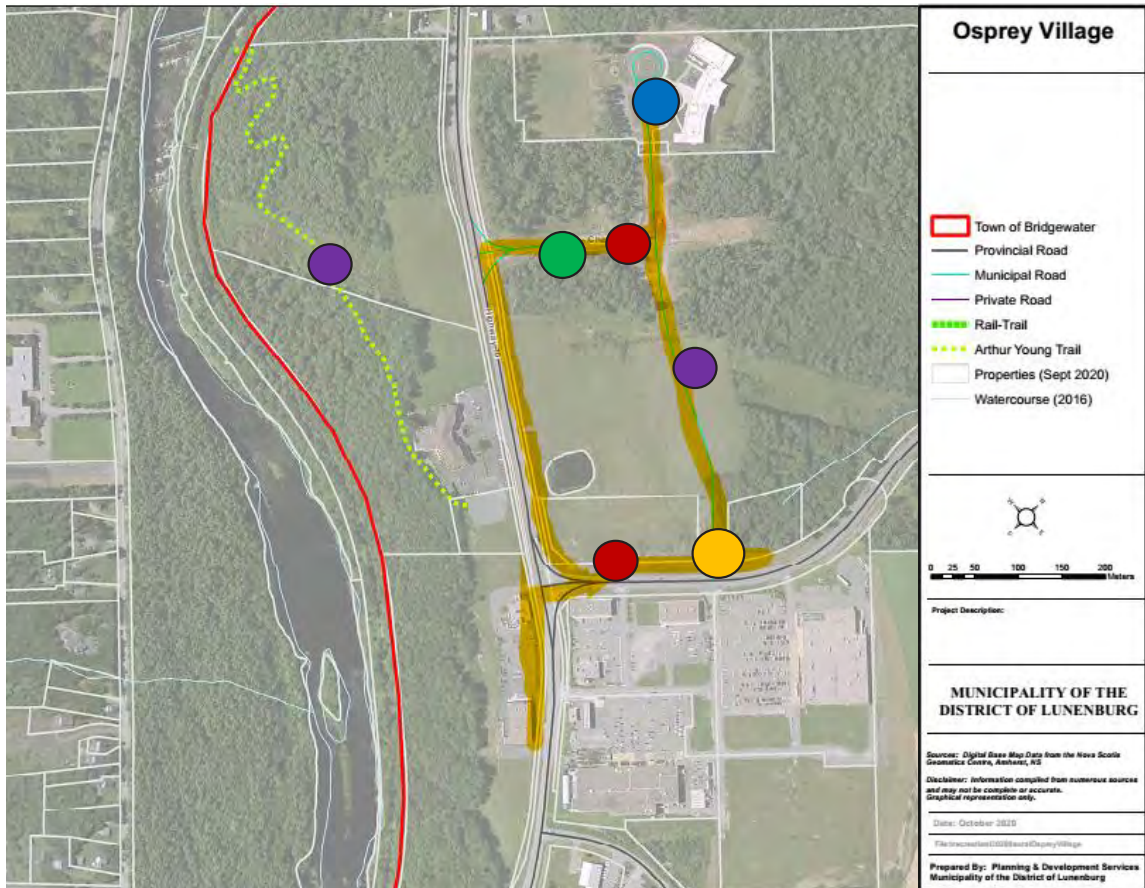 Osprey Village
Town of Bridgewater
Provincial Road
Municipal Road
Private Road
Rail-Trail
Arthur Young Trail
Properties (Sept 2020)
Watercourse (2016)
0 25 50 100 150 200
Meters
Project Description:
MUNICIPALITY OF THE
DISTRICT OF LUNENBURG
Sources: Digital Base Map Data from the Nova Scotia
Geomatics Centre, Amherst, NS
Disclaimer: Information compiled from numerous sources
and may not be complete or accurate.
Graphical representation only.
Date: October 2020
Prepared By: Planning & Development Services
Municipality of the District of Lunenburg